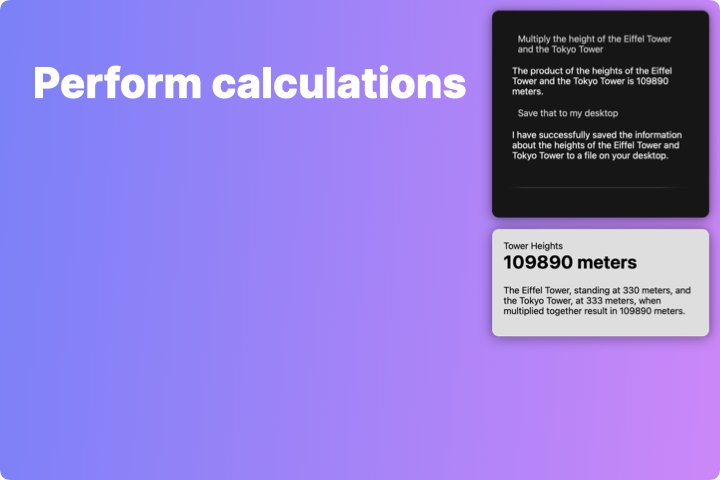 Perform calculations
Multiply the height of the Eiffel Tower
and the Tokyo Tower
The product of the heights of the Eiffel
Tower and the Tokyo Tower is 109890
meters.
Save that to my desktop
I have successfully saved the information
about the heights of the Eiffel Tower and
Tokyo Tower to a file on your desktop.
Tower Heights
109890 meters
The Eiffel Tower, standing at 330 meters, and
the Tokyo Tower, at 333 meters, when
multiplied together result in 109890 meters.